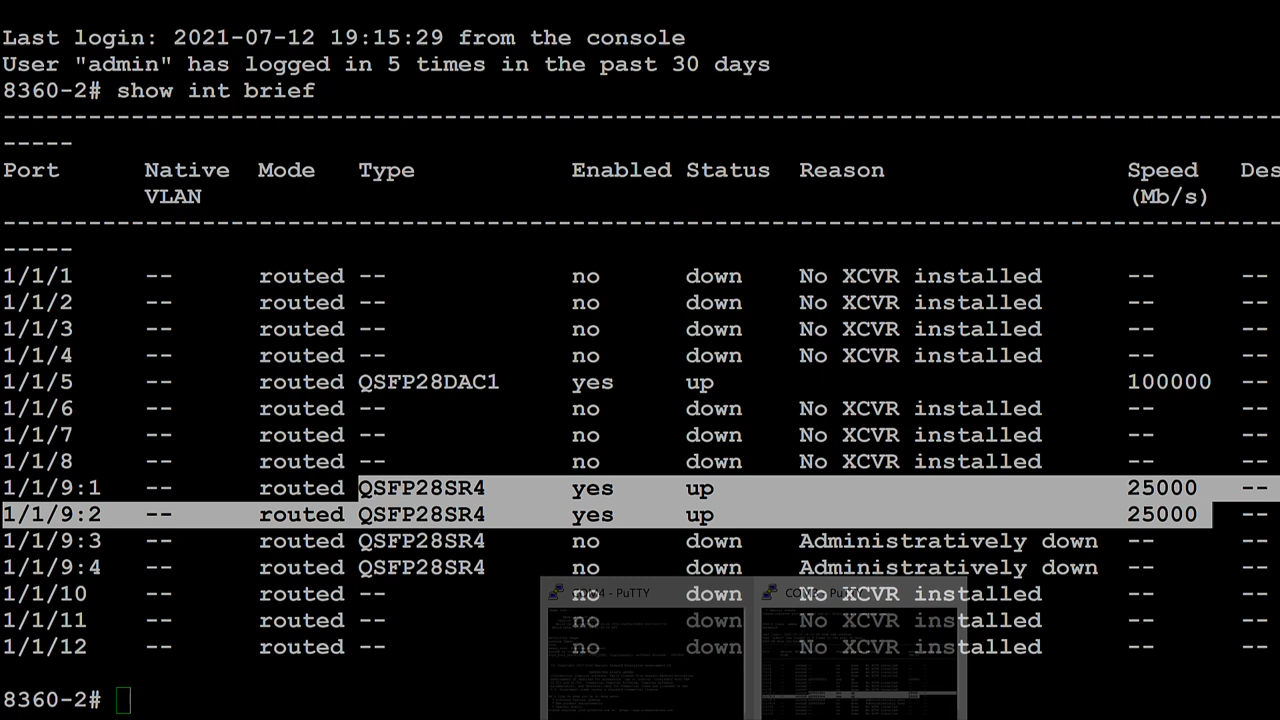 Last login: 2021-07-12 19:15:29 from the console
User "admin" has logged in 5 times in the past 30 days
8360-2# show int brief
--------------------------------------------------------------------------------
-----
Port Native Mode Type Enabled Status Reason Speed Des
VLAN (Mb/s)
--------------------------------------------------------------------------------
-----
1/1/1 -- routed -- no down No XCVR installed -- --
1/1/2 -- routed -- no down No XCVR installed -- --
1/1/3 -- routed -- no down No XCVR installed -- --
1/1/4 -- routed -- no down No XCVR installed -- --
1/1/5 -- routed QSFP28DAC1 yes up 100000 --
1/1/6 -- routed -- no down No XCVR installed -- --
1/1/7 -- routed -- no down No XCVR installed -- --
1/1/8 -- routed -- no down No XCVR installed -- --
1/1/9:1 -- routed QSFP28SR4 yes up 25000 --
1/1/9:2 -- routed QSFP28SR4 yes up 25000 --
1/1/9:3 -- routed QSFP28SR4 no down Administratively down -- --
1/1/9:4 -- routed QSFP28SR4 no down Administratively down -- --
1/1/10 -- routed -- no down No XCVR installed -- --
1/1/11 -- routed -- no down No XCVR installed -- --
1/1/12 -- routed -- no down No XCVR installed -- --
8360-2#
COM4 - PuTTY
PuTTY